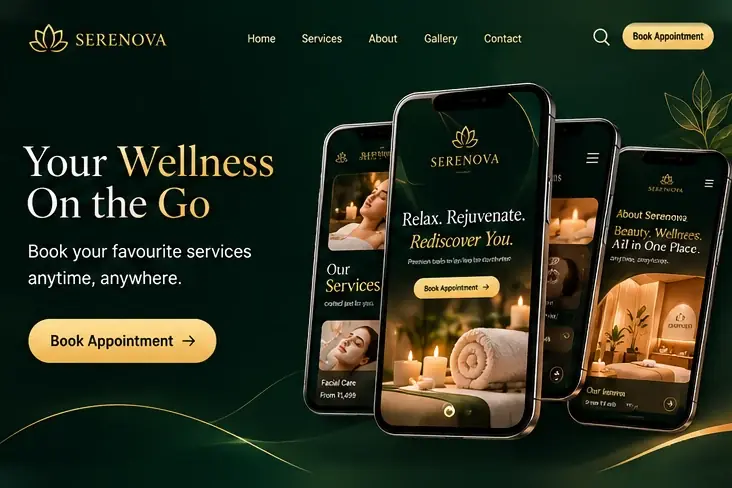 SERENOVA
Home
Services
About
Gallery
Contact
Book Appointment
Your Wellness
On the Go
Book your favourite services
anytime, anywhere.
Book Appointment →
Our
Services
Facial Care
From ₹1,499
SERENOVA
Relax. Rejuvenate.
Rediscover You.
Book Appointment →
SERENOVA
About Serenova
Beauty. Wellness.
All in One Place.